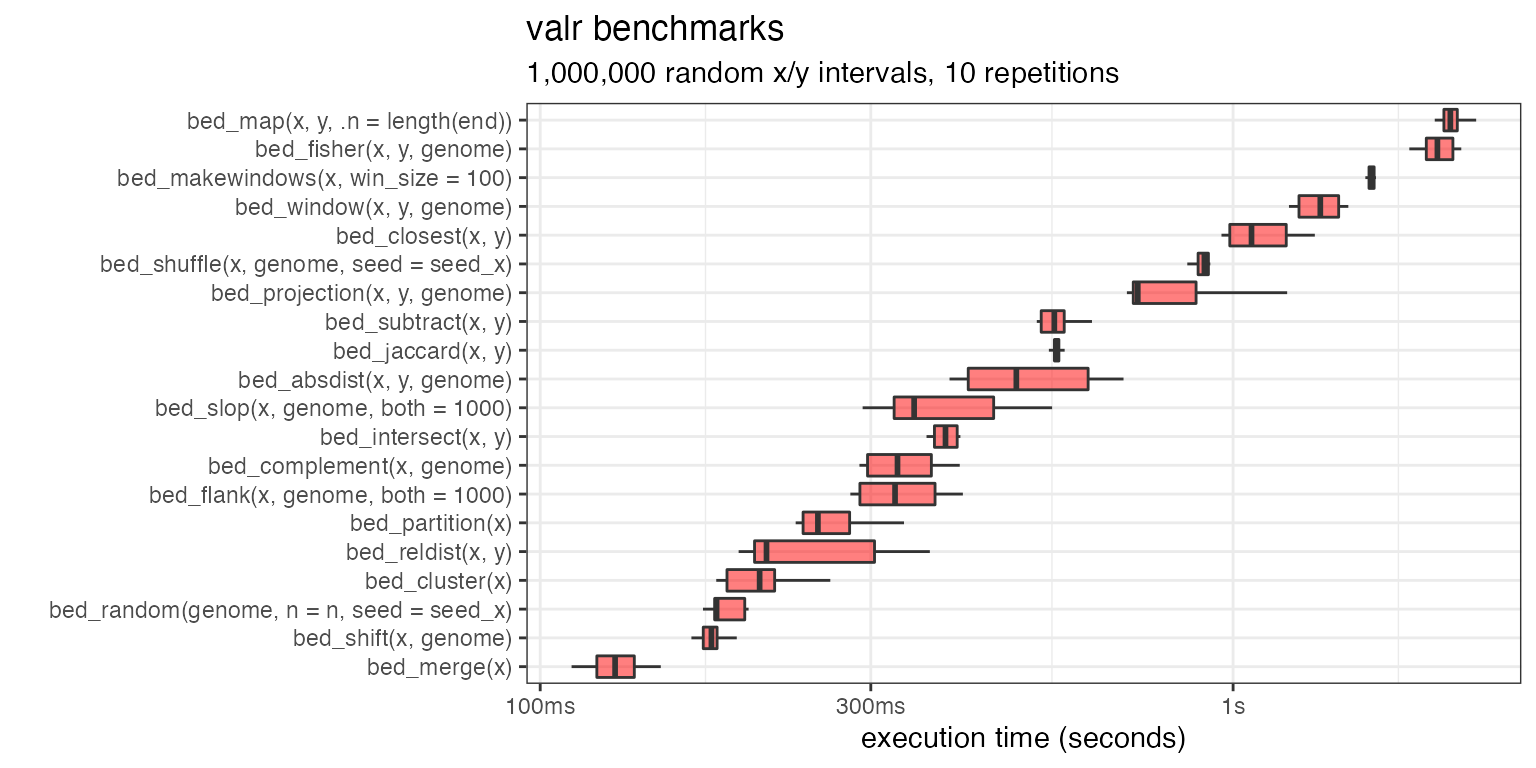 valr benchmarks
1,000,000 random x/y intervals, 10 repetitions
bed_map(x, y, .n = length(end))
bed_fisher(x, y, genome)
bed_makewindows(x, win_size = 100)
bed_window(x, y, genome)
bed_closest(x, y)
bed_shuffle(x, genome, seed = seed_x)
bed_projection(x, y, genome)
bed_subtract(x, y)
bed_jaccard(x, y)
bed_absdist(x, y, genome)
bed_slop(x, genome, both = 1000)
bed_intersect(x, y)
bed_complement(x, genome)
bed_flank(x, genome, both = 1000)
bed_partition(x)
bed_reldist(x, y)
bed_cluster(x)
bed_random(genome, n = n, seed = seed_x)
bed_shift(x, genome)
bed_merge(x)
100ms 300ms 1s
execution time (seconds)